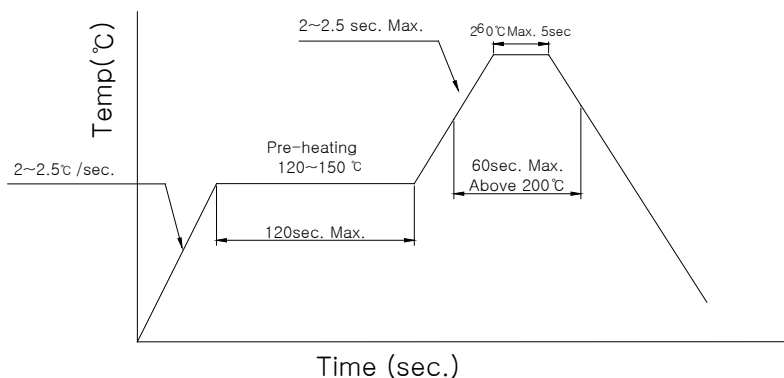 2~2.5 sec. Max.
260℃ Max. 5sec
Temp(℃)
Pre-heating
120~150 ℃
2~2.5℃ /sec.
60sec. Max.
Above 200℃
120sec. Max.
Time (sec.)